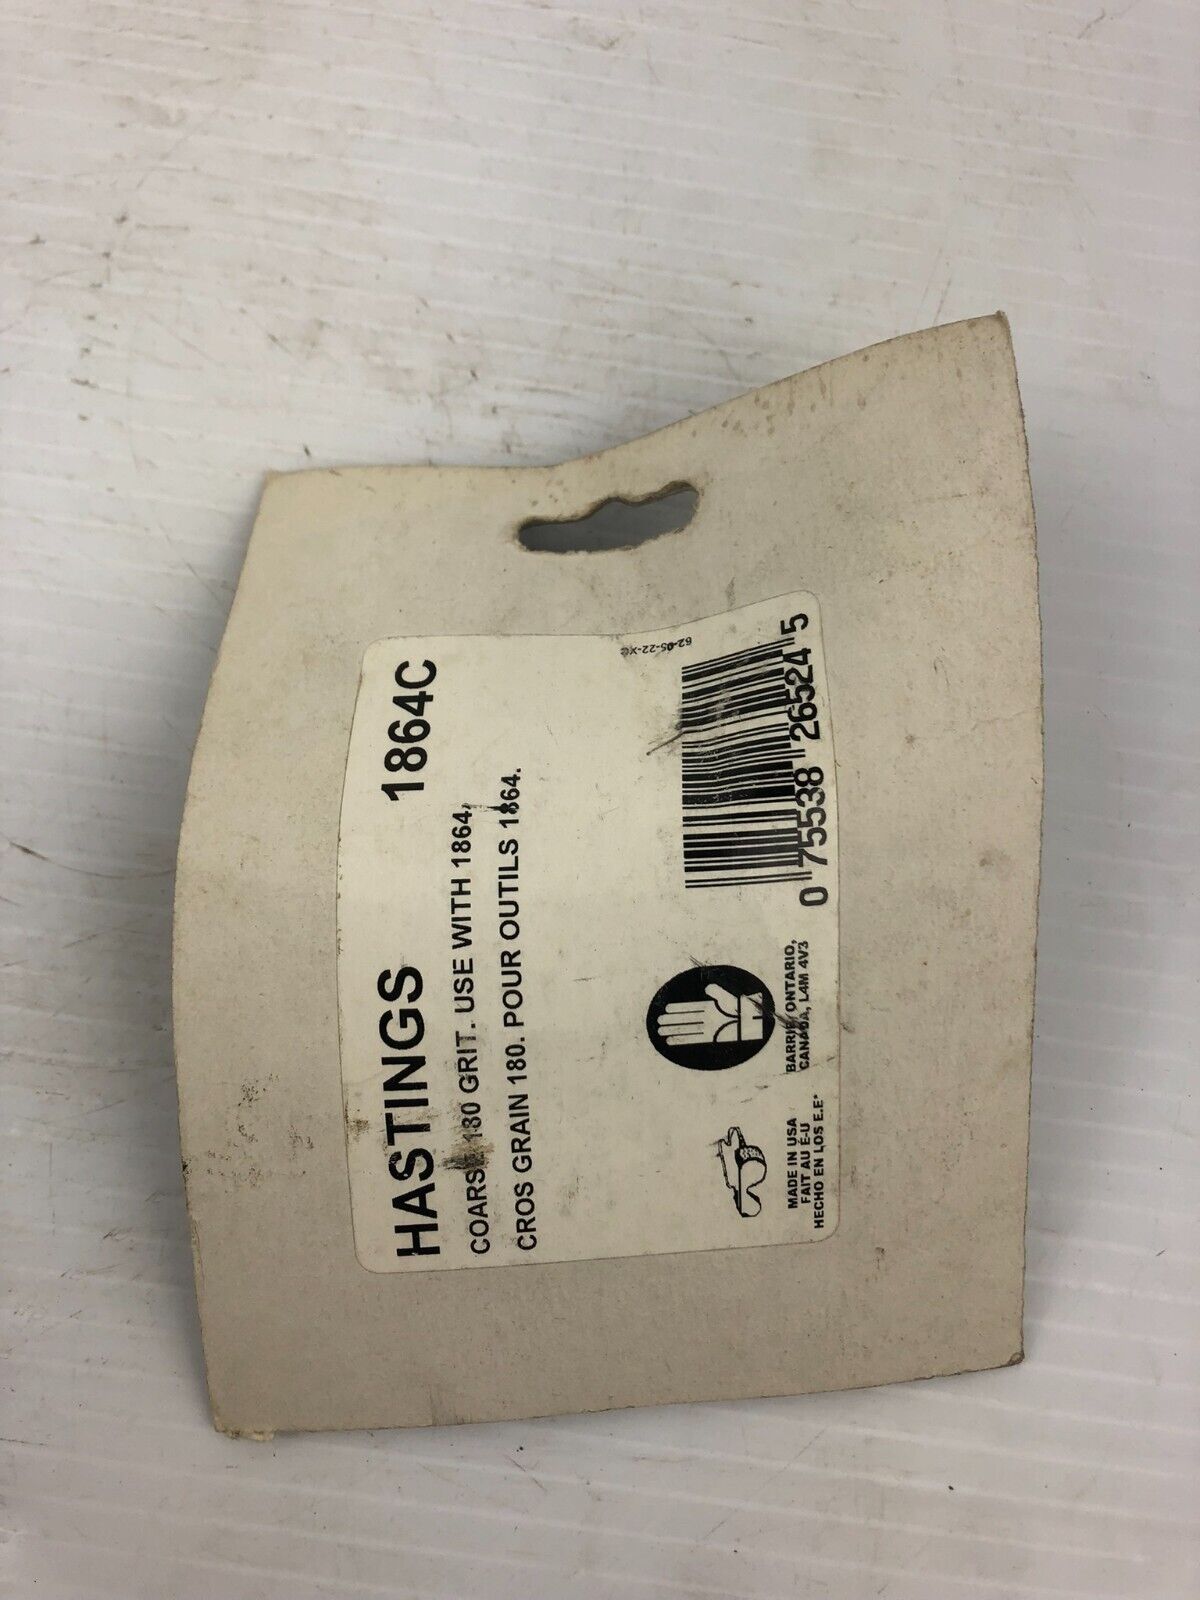 HASTINGS 1864C
COARSE 180 GRIT. USE WITH 1864.
CROS GRAIN 180. POUR OUTILS 1864.
62-05-22-XC
0 75538 26524 5
MADE IN USA
FAIT AU É-U
HECHO EN LOS E.E*
BARRIE, ONTARIO,
CANADA, L4M 4V3